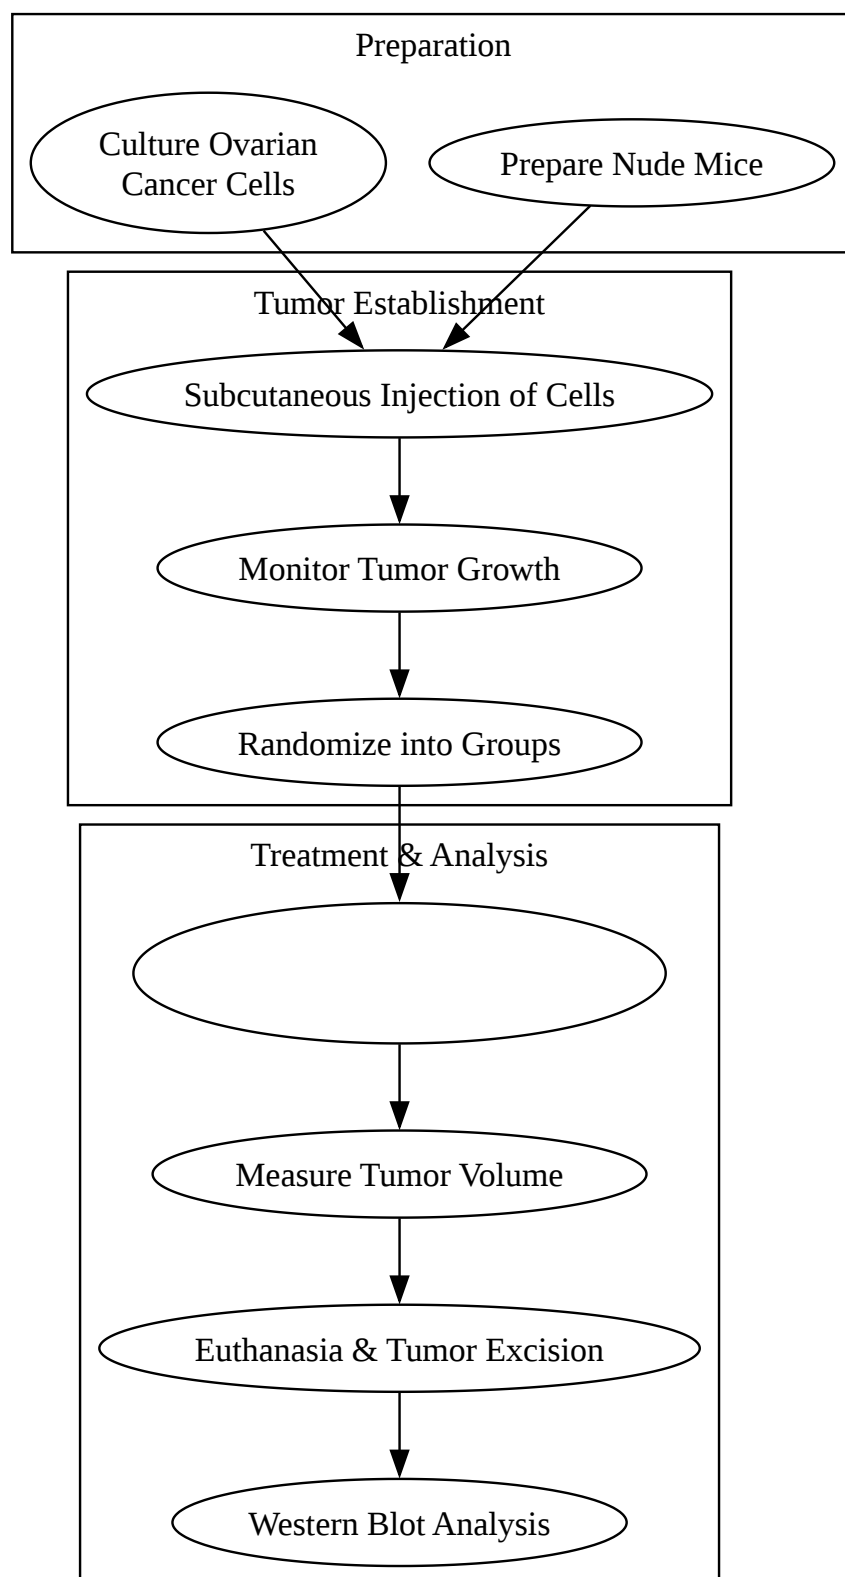 Preparation
Culture Ovarian
Cancer Cells
Prepare Nude Mice
Tumor Establishment
Subcutaneous Injection of Cells
Monitor Tumor Growth
Randomize into Groups
Treatment & Analysis
Measure Tumor Volume
Euthanasia & Tumor Excision
Western Blot Analysis